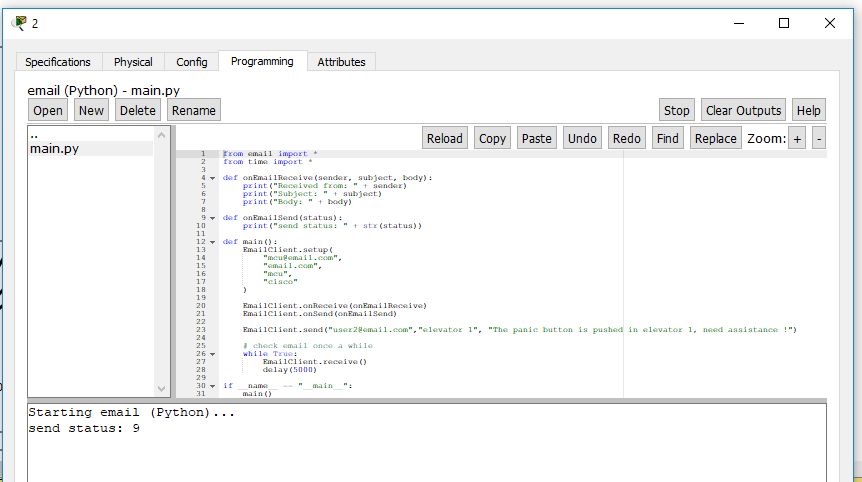 2
Specifications Physical Config Programming Attributes
email (Python) - main.py
Open New Delete Rename Stop Clear Outputs Help
Reload Copy Paste Undo Redo Find Replace Zoom: + -
..
main.py
1 from email import *
2 from time import *
3
4 def onEmailReceive(sender, subject, body):
5 print("Received from: " + sender)
6 print("Subject: " + subject)
7 print("Body: " + body)
8
9 def onEmailSend(status):
10 print("send status: " + str(status))
11
12 def main():
13 EmailClient.setup(
14 "mcu@email.com",
15 "email.com",
16 "mcu",
17 "cisco"
18 )
19
20 EmailClient.onReceive(onEmailReceive)
21 EmailClient.onSend(onEmailSend)
22
23 EmailClient.send("user2@email.com","elevator 1", "The panic button is pushed in elevator 1, need assistance !")
24
25 # check email once a while
26 while True:
27 EmailClient.receive()
28 delay(5000)
29
30 if __name__ == "__main__":
31 main()
Starting email (Python)...
send status: 9